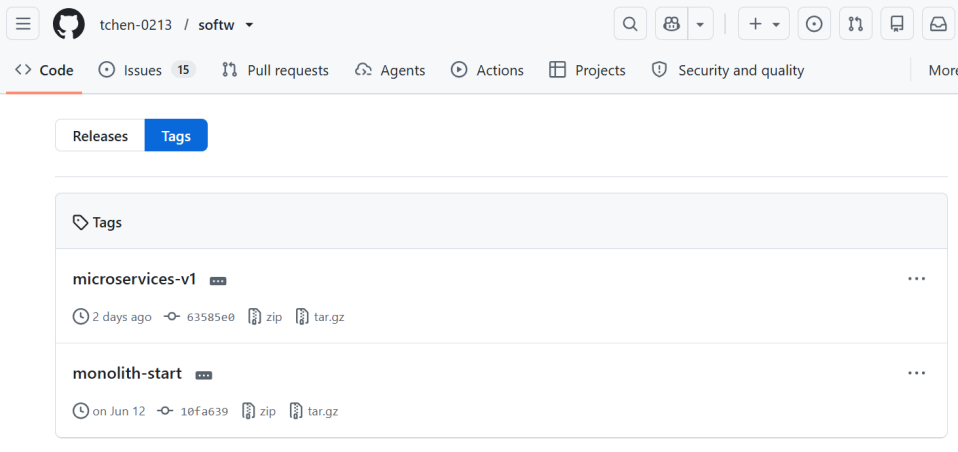 tchen-0213 / softw
Code Issues 15 Pull requests Agents Actions Projects Security and quality More
Releases Tags
Tags
microservices-v1
2 days ago 63585e0 zip tar.gz
monolith-start
on Jun 12 10fa639 zip tar.gz